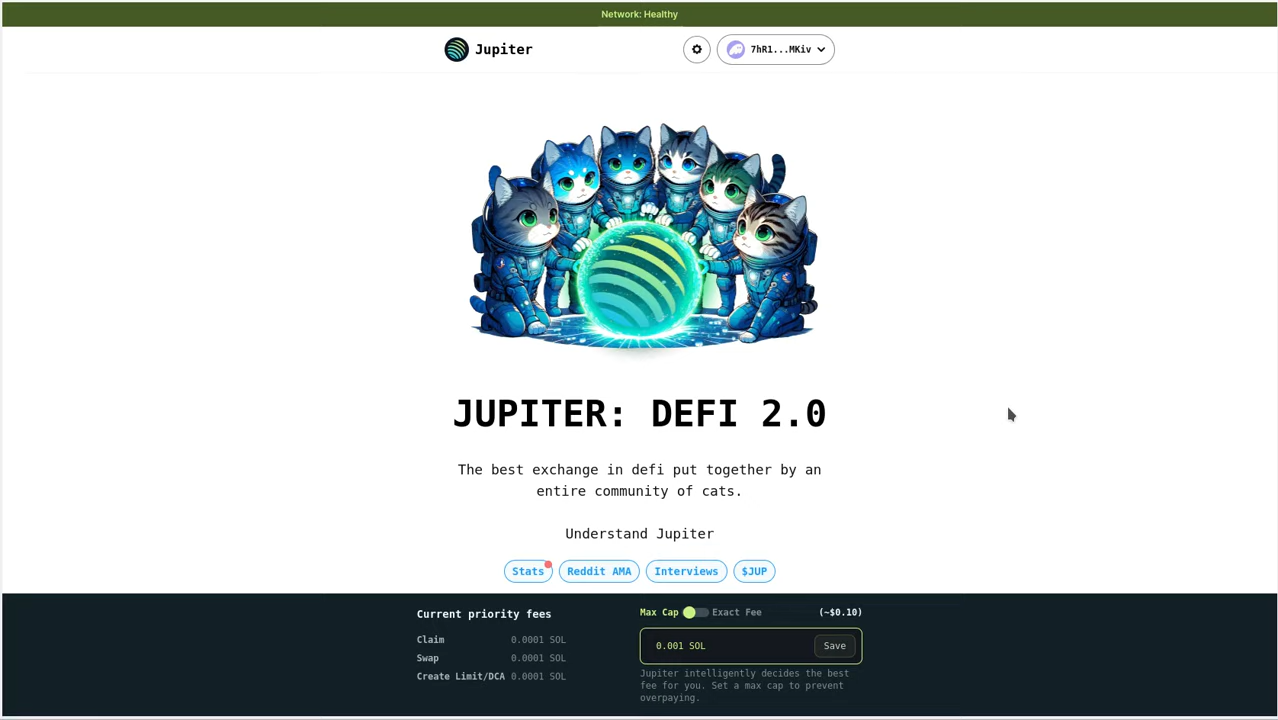 Network: Healthy
Jupiter
7hR1...MKiv
JUPITER: DEFI 2.0
The best exchange in defi put together by an
entire community of cats.
Understand Jupiter
Stats
Reddit AMA
Interviews
$JUP
Current priority fees
Claim 0.0001 SOL
Swap 0.0001 SOL
Create Limit/DCA 0.0001 SOL
Max Cap Exact Fee (~$0.10)
0.001 SOL Save
Jupiter intelligently decides the best
fee for you. Set a max cap to prevent
overpaying.